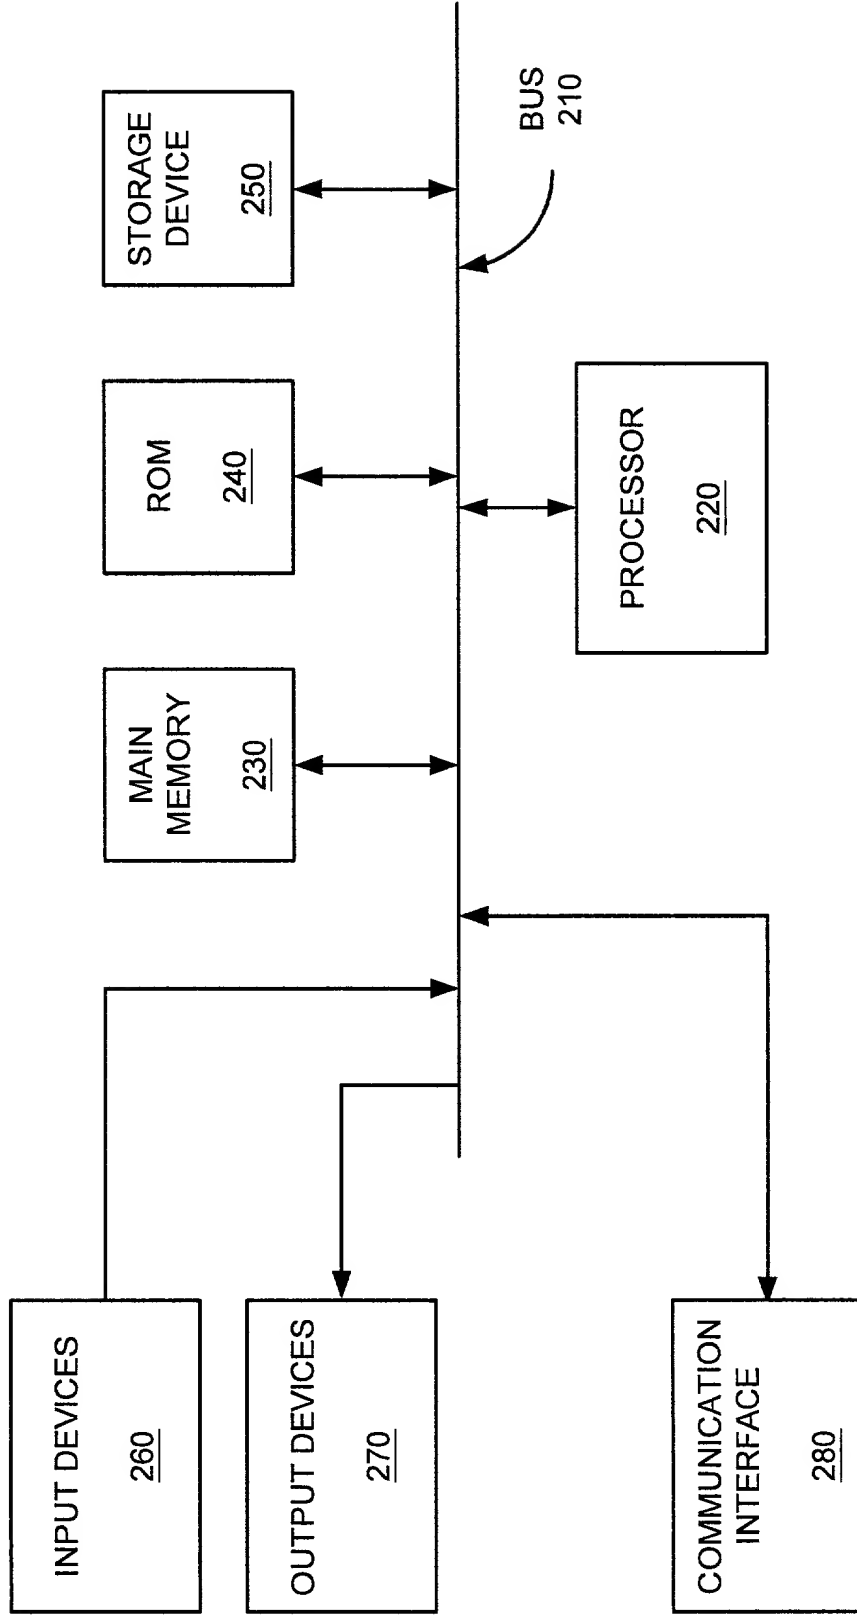 INPUT DEVICES
260
OUTPUT DEVICES
270
COMMUNICATION
INTERFACE
280
MAIN
MEMORY
230
ROM
240
STORAGE
DEVICE
250
PROCESSOR
220
BUS
210